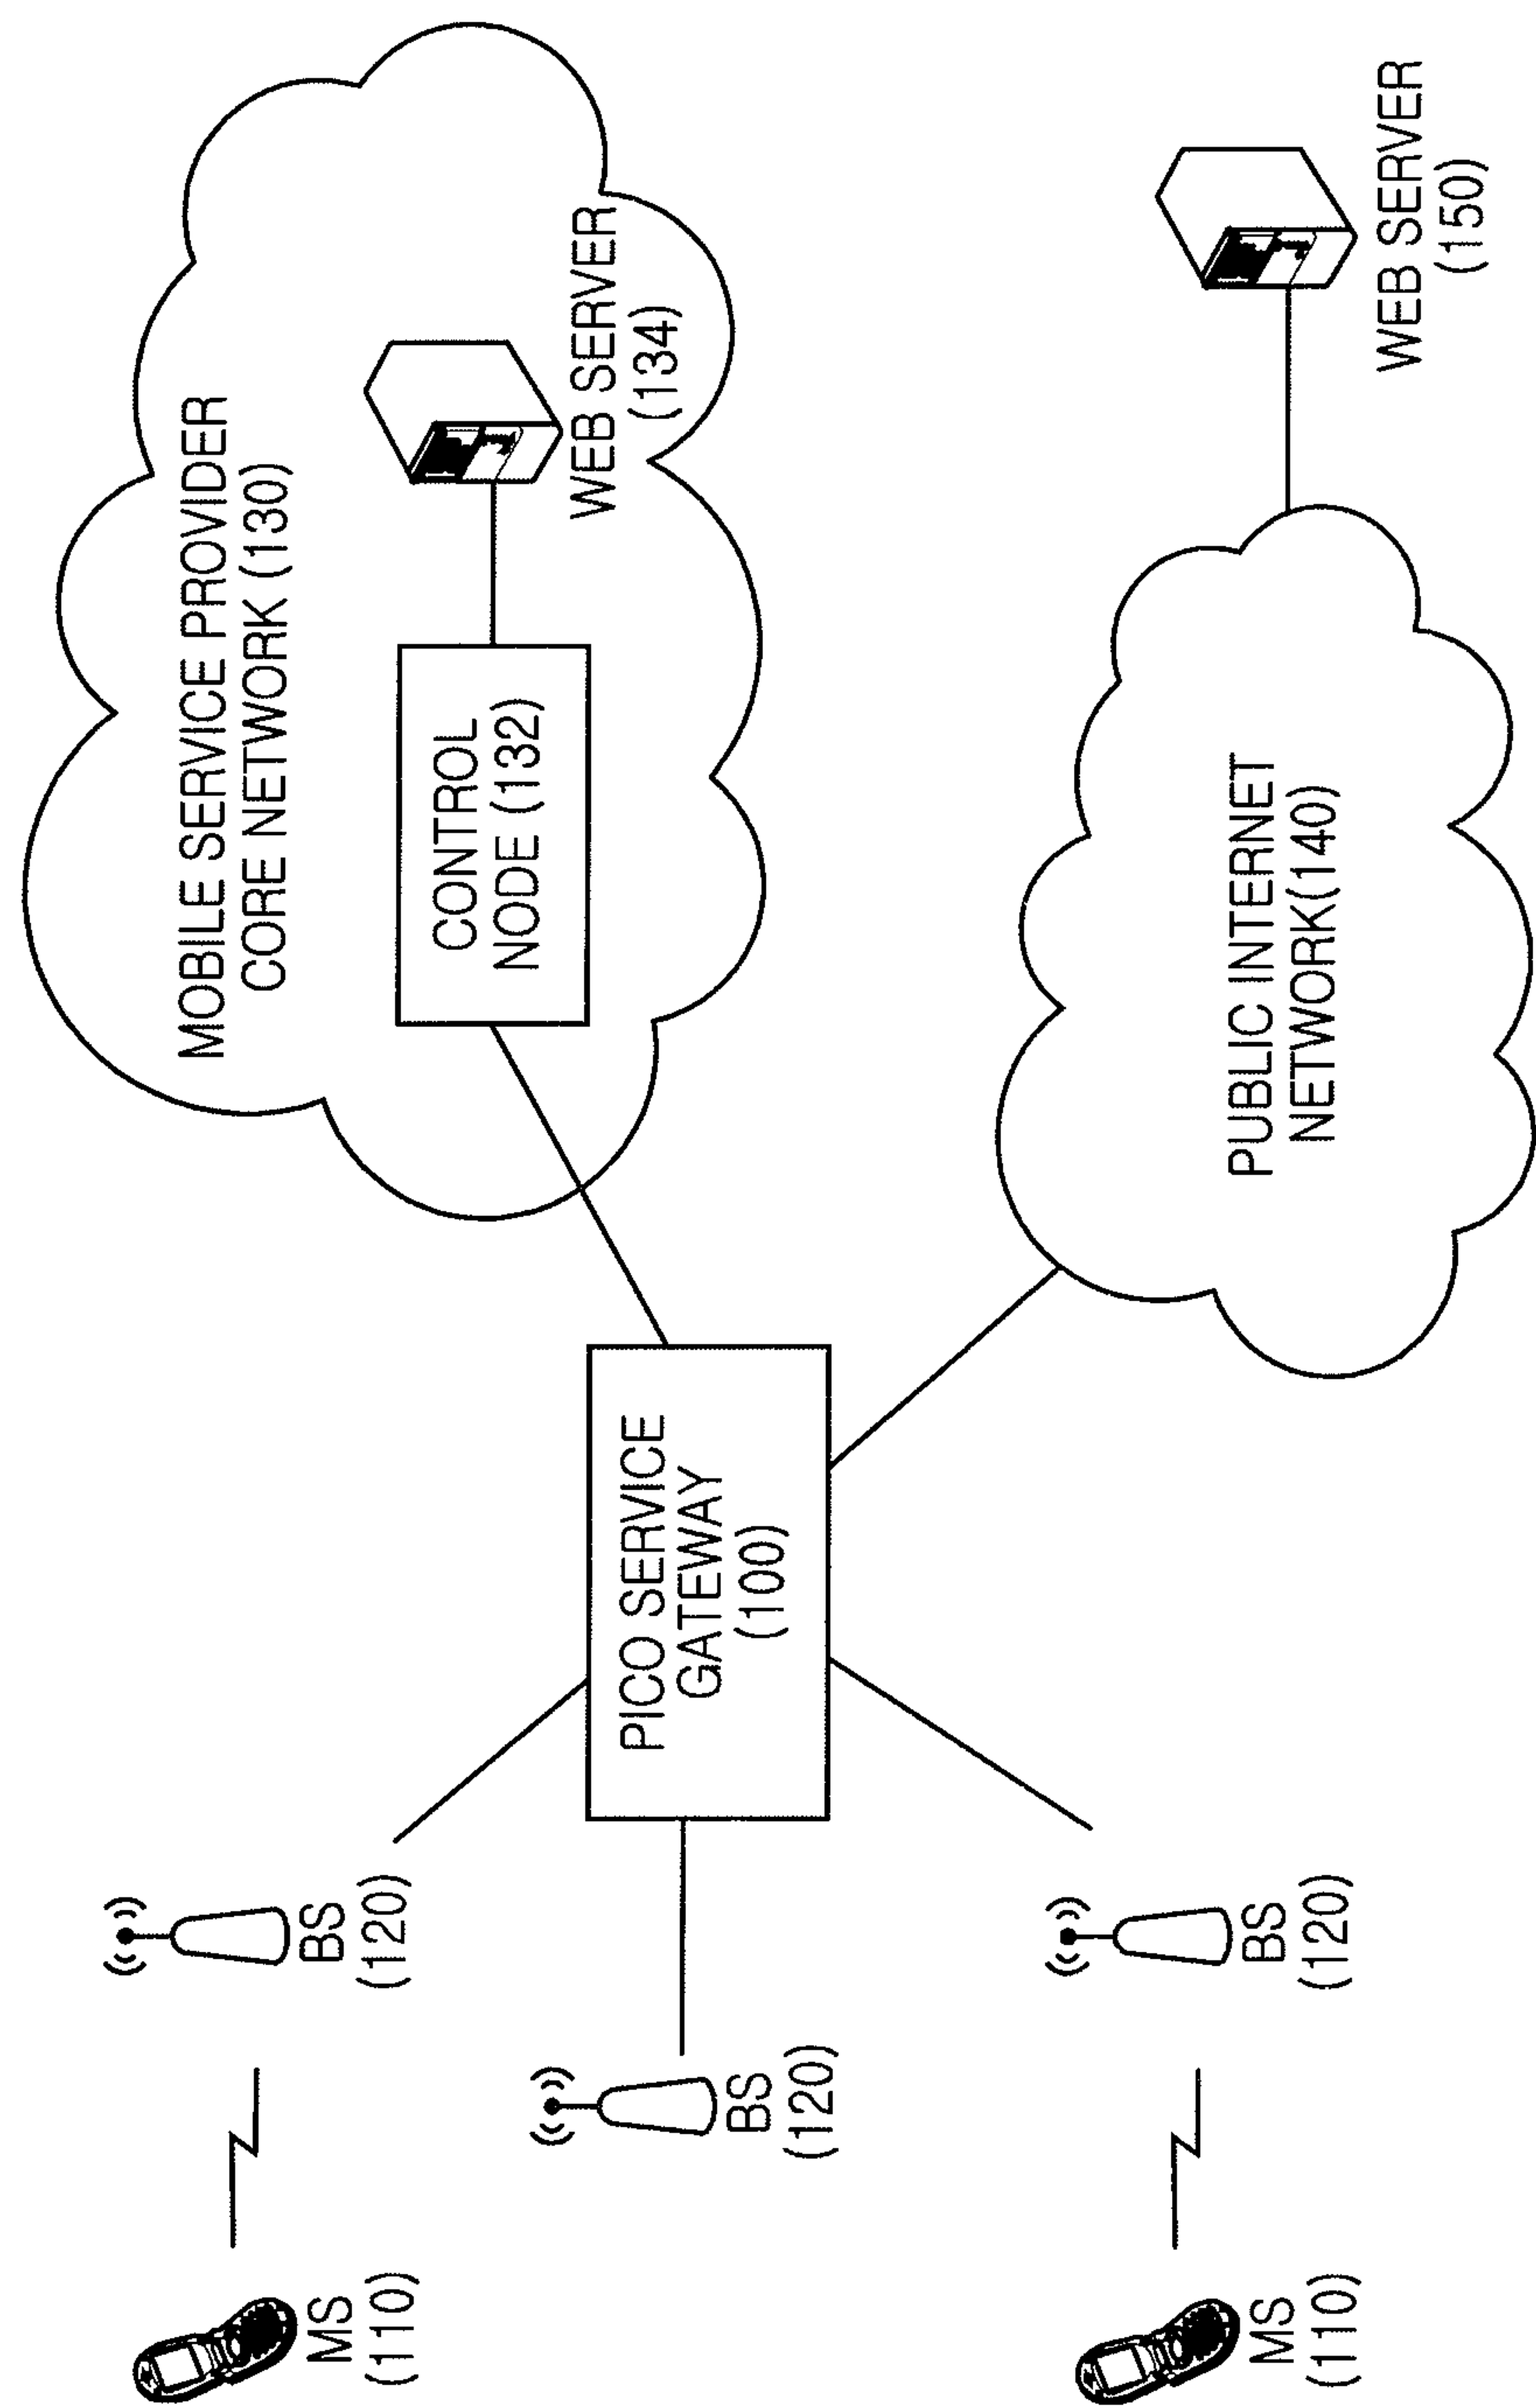 MOBILE SERVICE PROVIDER
CORE NETWORK (130)
CONTROL
NODE (132)
WEB SERVER
(134)
MS
(110)
BS
(120)
BS
(120)
PICO SERVICE
GATEWAY
(100)
MS
(110)
BS
(120)
PUBLIC INTERNET
NETWORK(140)
WEB SERVER
(150)